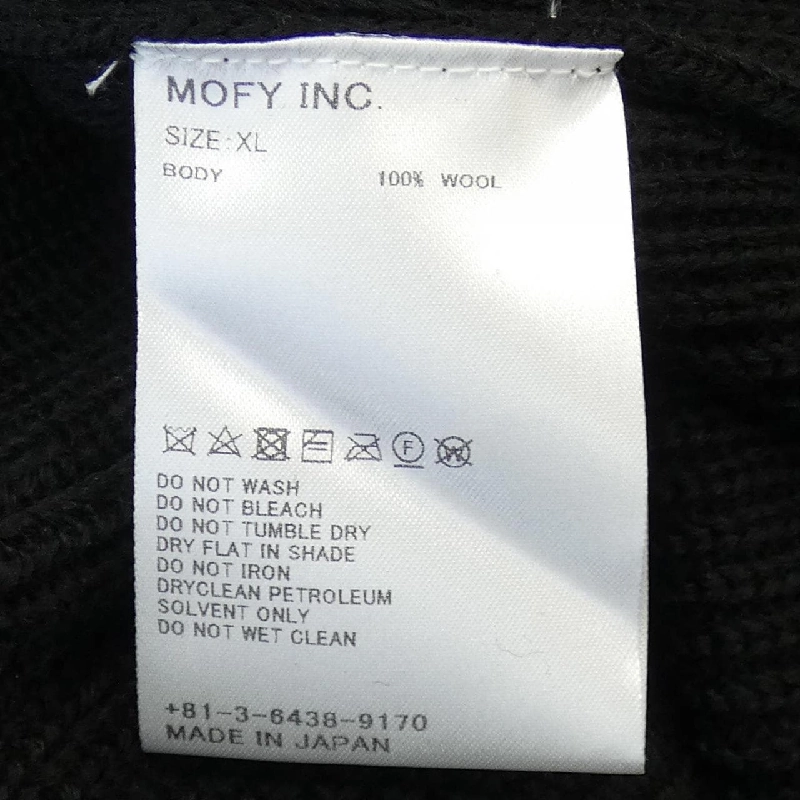 MOFY INC.
SIZE:XL
BODY 100% WOOL
F W
DO NOT WASH
DO NOT BLEACH
DO NOT TUMBLE DRY
DRY FLAT IN SHADE
DO NOT IRON
DRYCLEAN PETROLEUM
SOLVENT ONLY
DO NOT WET CLEAN
+81-3-6438-9170
MADE IN JAPAN